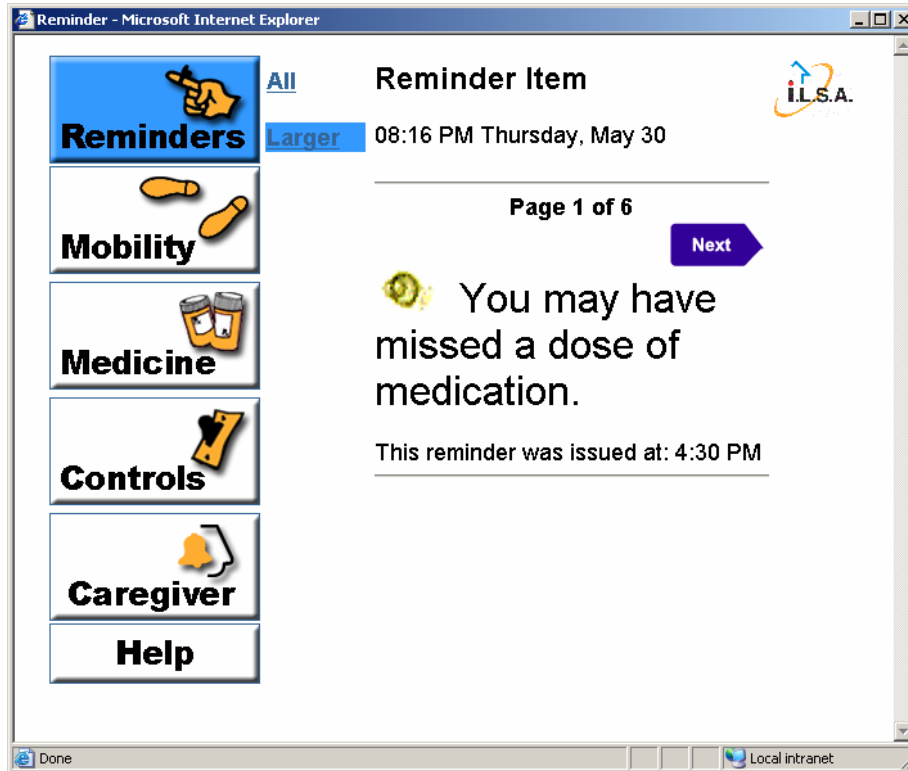 Reminder - Microsoft Internet Explorer
Reminders
All
Larger
Reminder Item
08:16 PM Thursday, May 30
I.L.S.A.
Page 1 of 6
Next
You may have
missed a dose of
medication.
This reminder was issued at: 4:30 PM
Mobility
Medicine
Controls
Caregiver
Help
Done
Local intranet